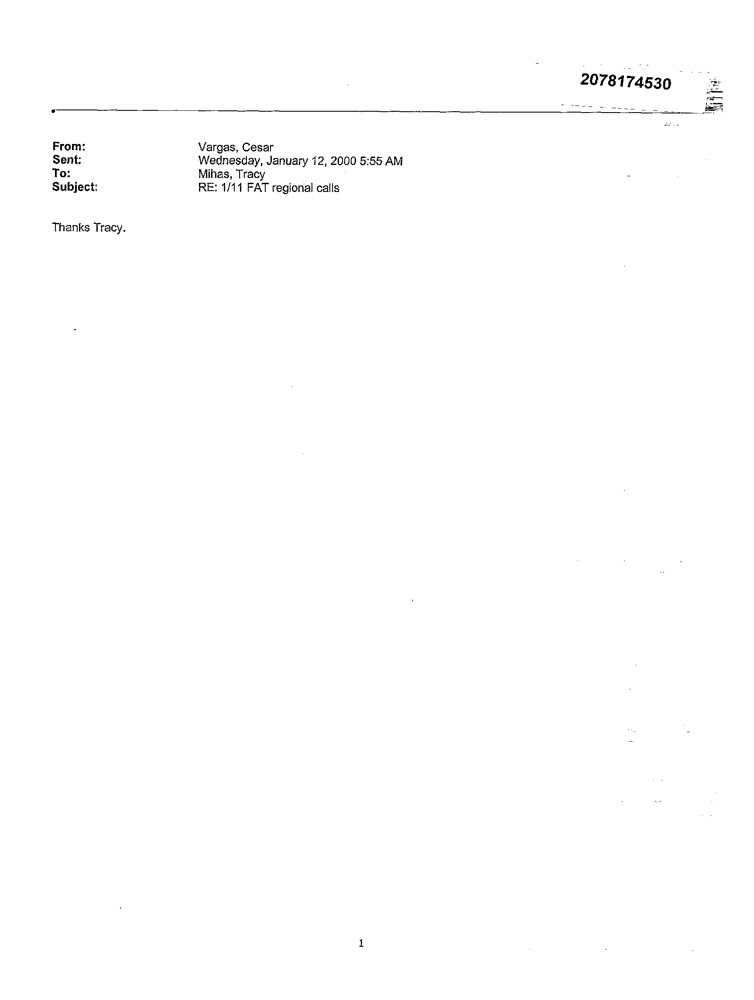 2078174530
From: Vargas, Cesar
Sent: Wednesday, January 12, 2000 5:55 AM
To: Mihas, Tracy
Subject: RE: 1/11 FAT regional calls
Thanks Tracy.
1